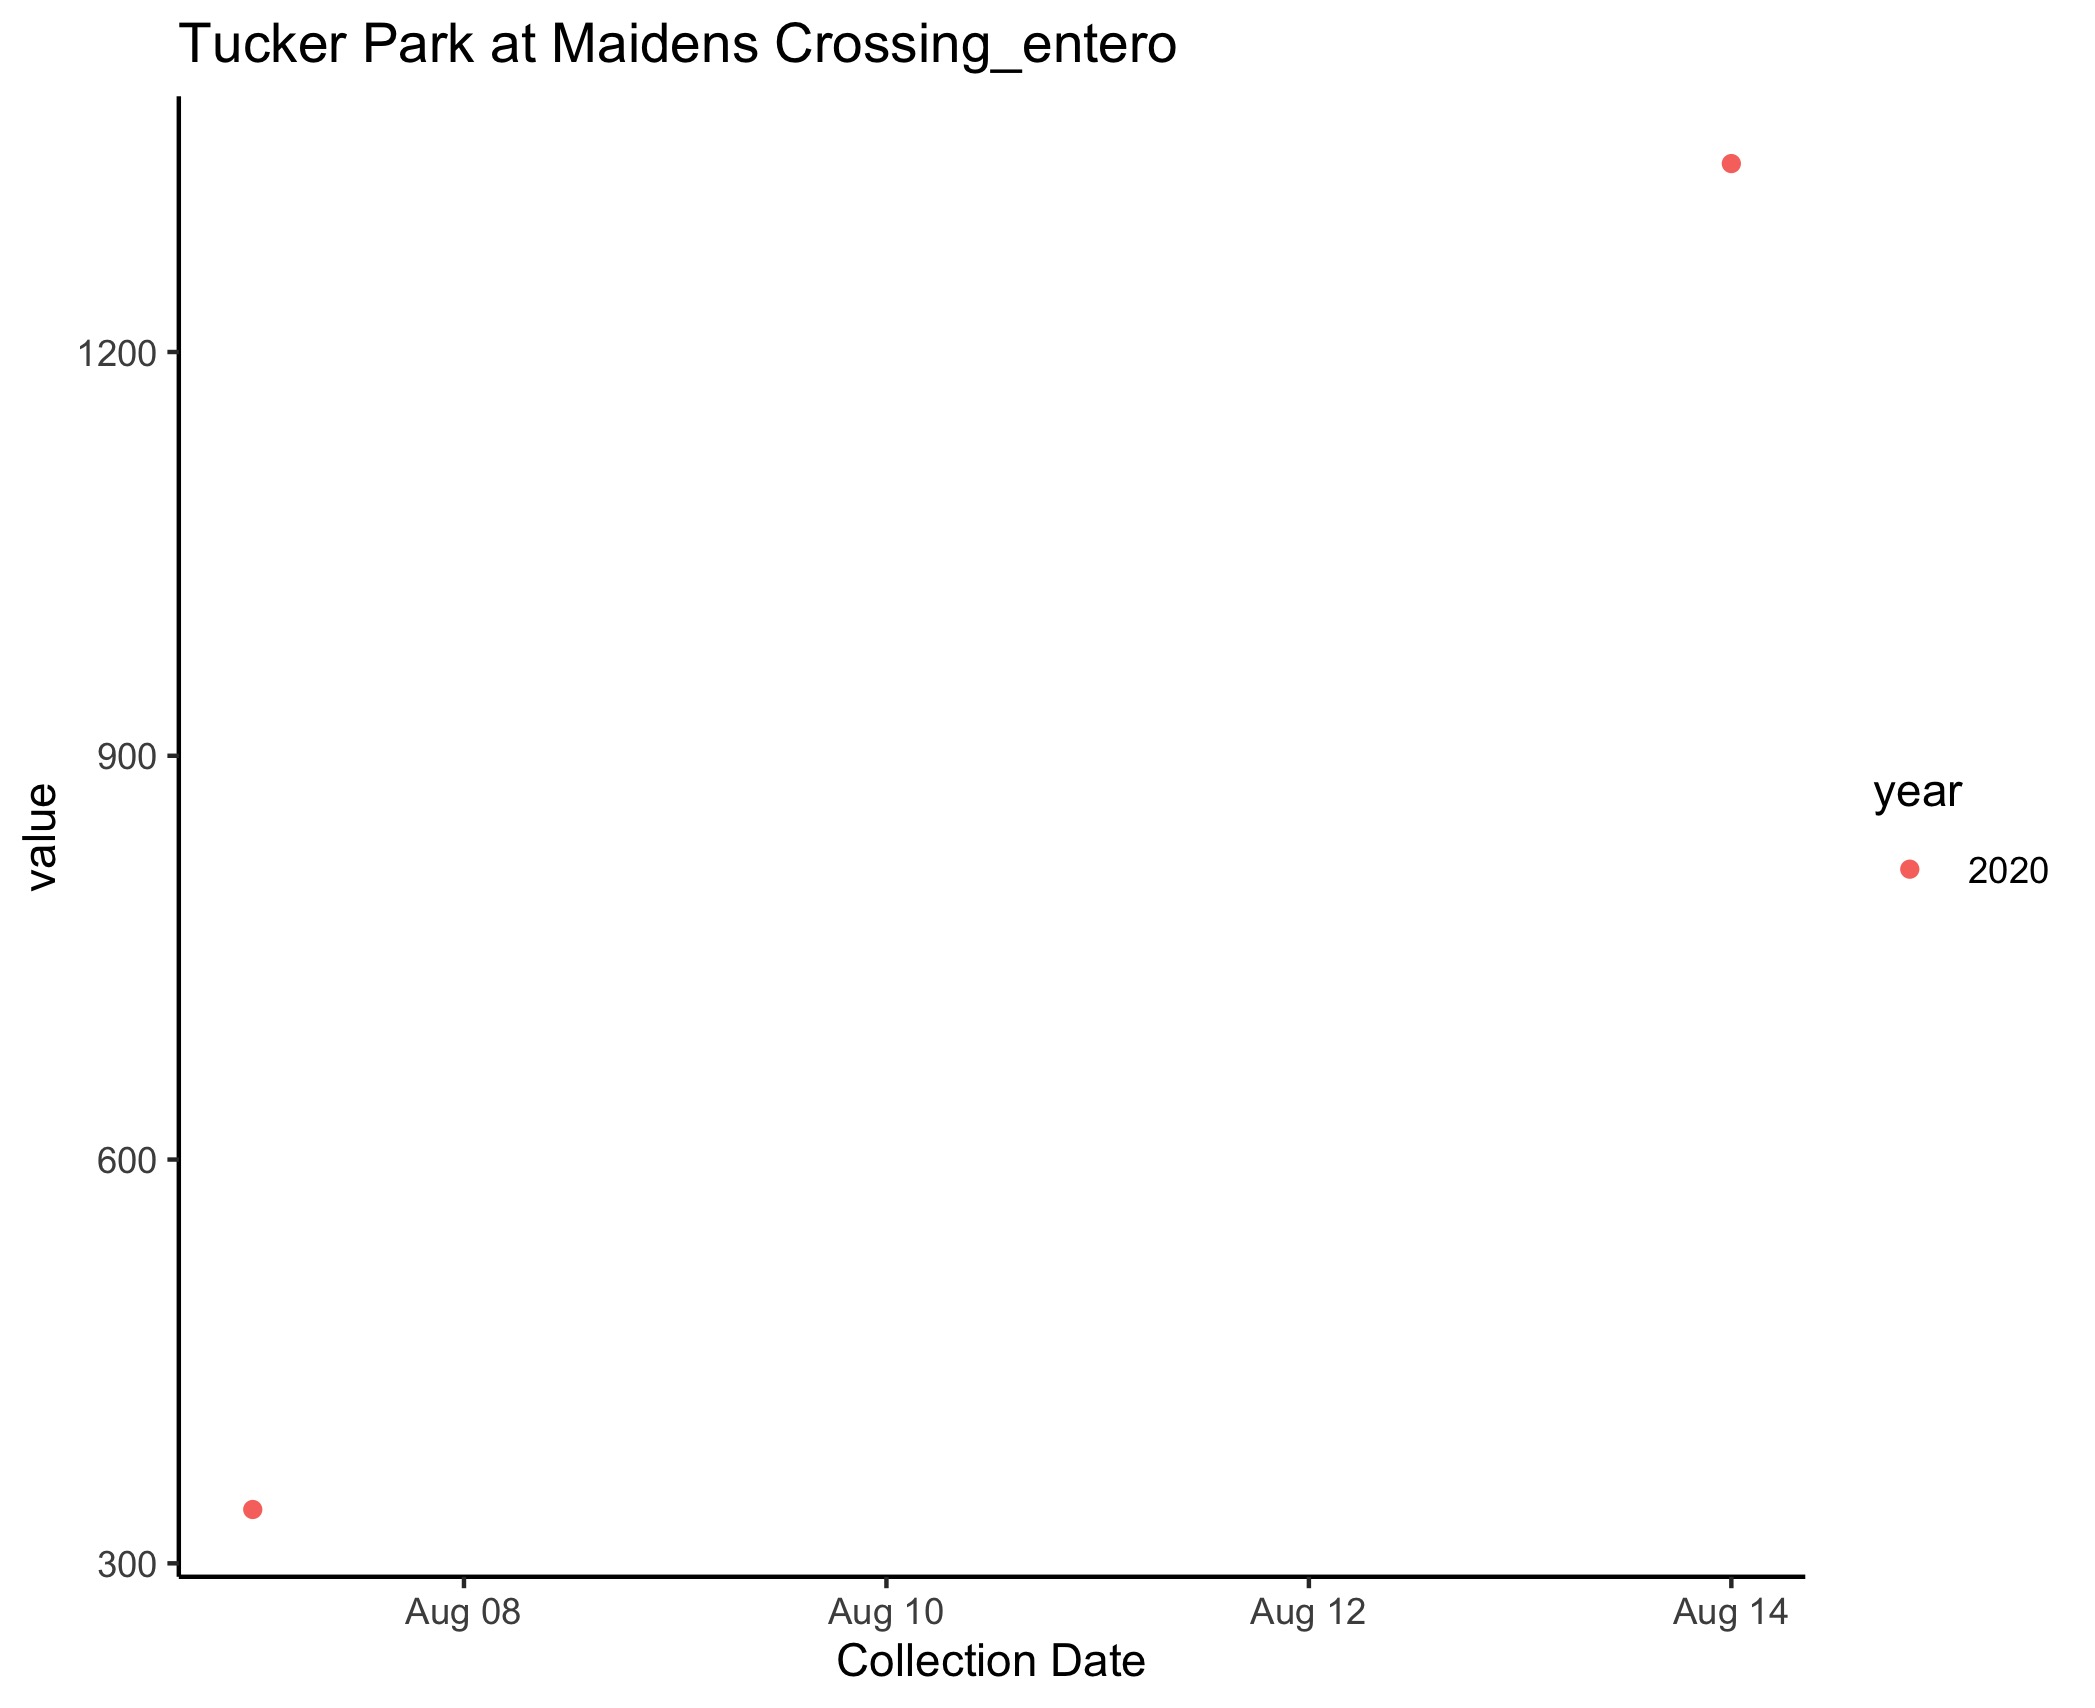 Tucker Park at Maidens Crossing_entero
1200
900
600
300
value
Aug 08
Aug 10
Aug 12
Aug 14
Collection Date
year
2020